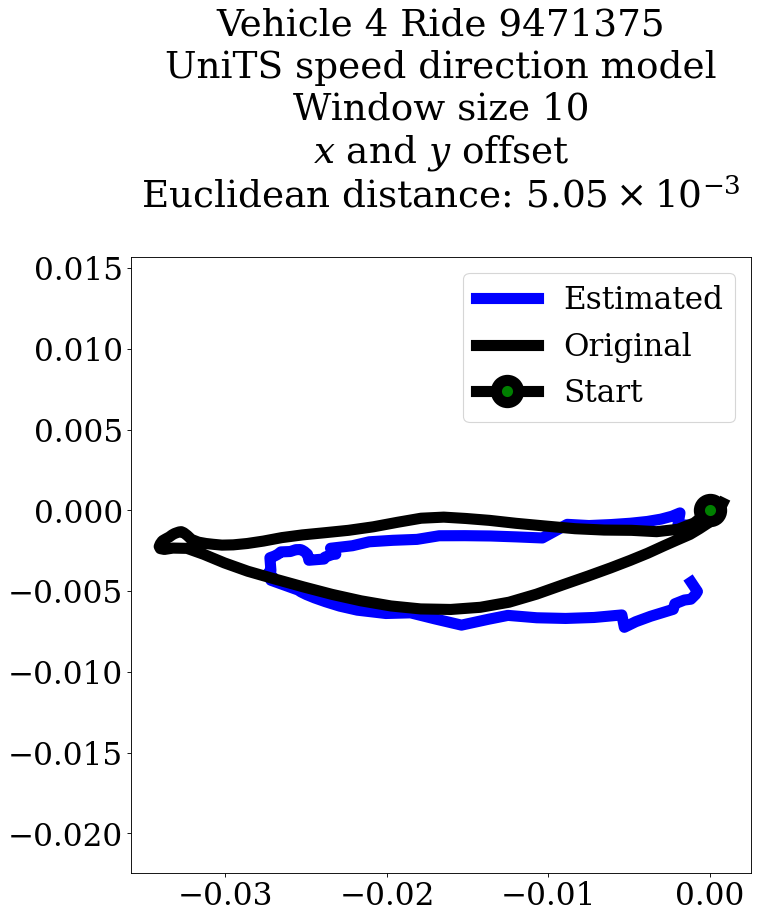 Vehicle 4 Ride 9471375
UniTS speed direction model
Window size 10
x and y offset
Euclidean distance: 5.05 × 10⁻³
Estimated
Original
Start
0.015
0.010
0.005
0.000
−0.005
−0.010
−0.015
−0.020
−0.03 −0.02 −0.01 0.00